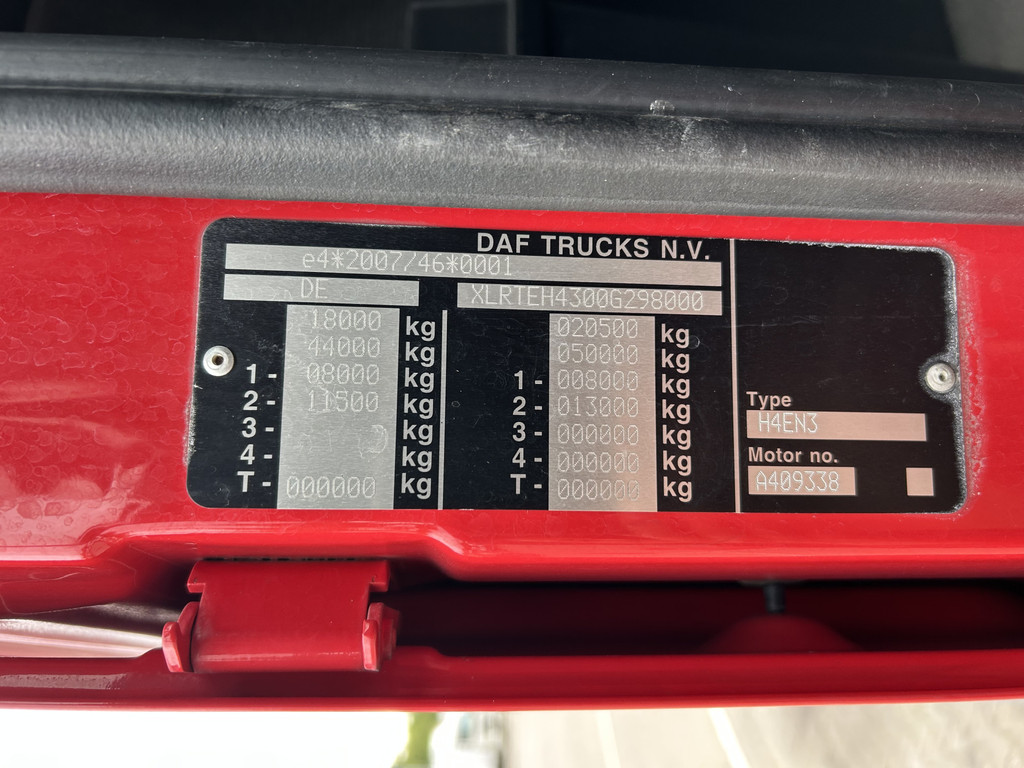 DAF TRUCKS N.V.
e4*2007/46*0001
DE XLRTEH4300G298000
18000 kg 020500 kg
44000 kg 050000 kg
1 - 08000 kg 1 - 008000 kg
2 - 11500 kg 2 - 013000 kg
3 - kg 3 - 000000 kg
4 - kg 4 - 000000 kg
T - 000000 kg T - 000000 kg
Type
H4EN3
Motor no.
A409338